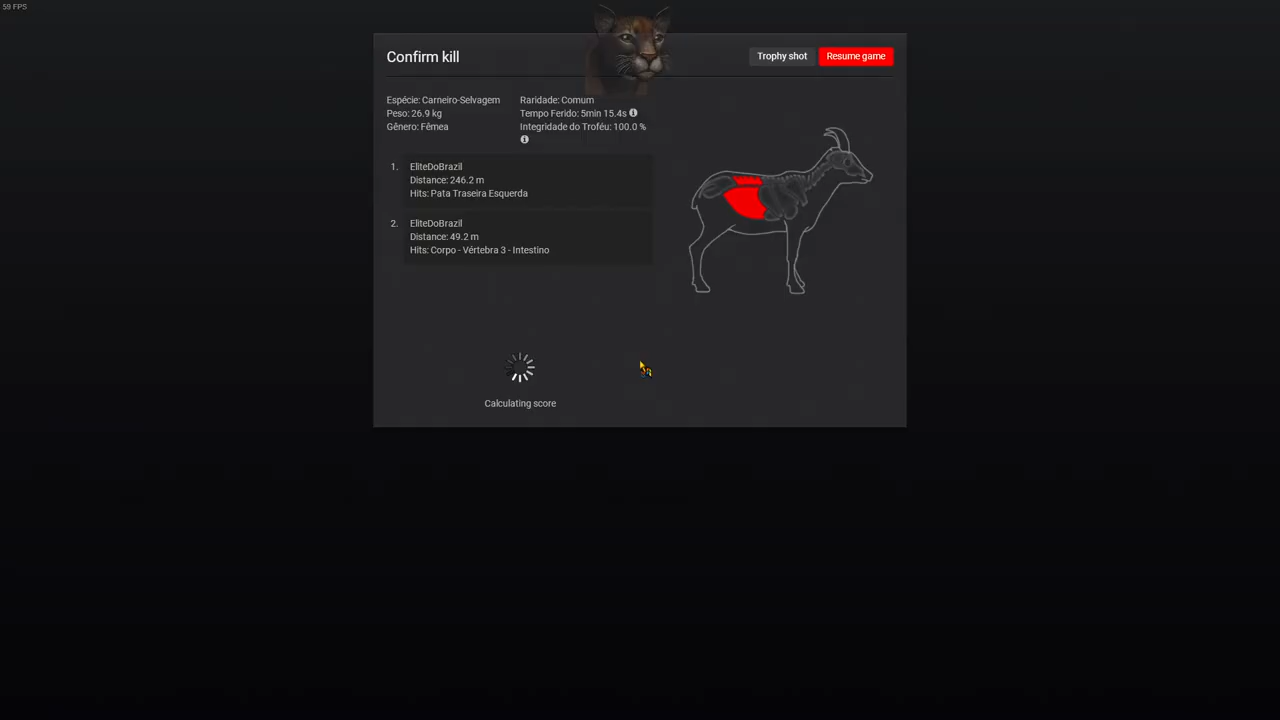 59 FPS
Confirm kill
Trophy shot
Resume game
Espécie: Carneiro-Selvagem
Peso: 26.9 kg
Gênero: Fêmea
Raridade: Comum
Tempo Ferido: 5min 15.4s
Integridade do Troféu: 100.0 %
1. EliteDoBrazil
Distance: 246.2 m
Hits: Pata Traseira Esquerda
2. EliteDoBrazil
Distance: 49.2 m
Hits: Corpo - Vértebra 3 - Intestino
Calculating score